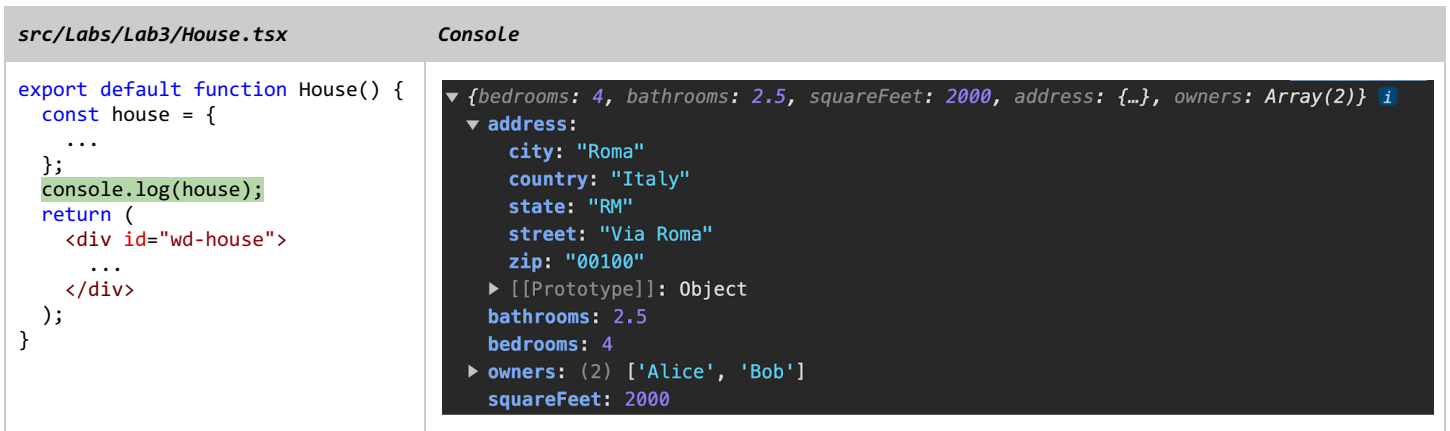 src/Labs/Lab3/House.tsx
Console
export default function House() {
  const house = {
    ...
  };
  console.log(house);
  return (
    <div id="wd-house">
      ...
    </div>
  );
}
▼ {bedrooms: 4, bathrooms: 2.5, squareFeet: 2000, address: {…}, owners: Array(2)} i
  ▼ address:
      city: "Roma"
      country: "Italy"
      state: "RM"
      street: "Via Roma"
      zip: "00100"
    ▶ [[Prototype]]: Object
    bathrooms: 2.5
    bedrooms: 4
  ▶ owners: (2) ['Alice', 'Bob']
    squareFeet: 2000